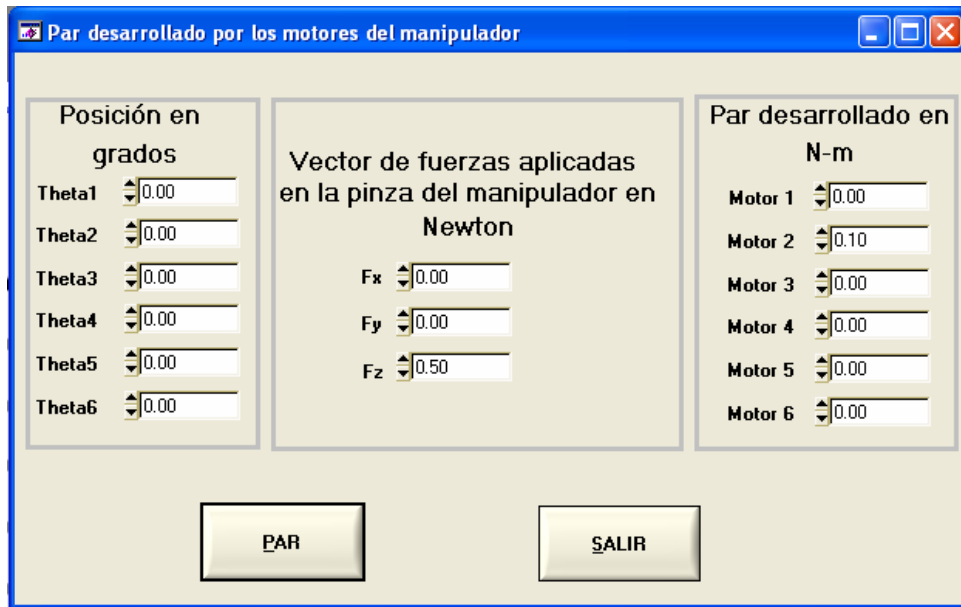 Par desarrollado por los motores del manipulador
Posición en
grados
Theta1 0.00
Theta2 0.00
Theta3 0.00
Theta4 0.00
Theta5 0.00
Theta6 0.00
Vector de fuerzas aplicadas
en la pinza del manipulador en
Newton
Fx 0.00
Fy 0.00
Fz 0.50
Par desarrollado en
N-m
Motor 1 0.00
Motor 2 0.10
Motor 3 0.00
Motor 4 0.00
Motor 5 0.00
Motor 6 0.00
PAR
SALIR